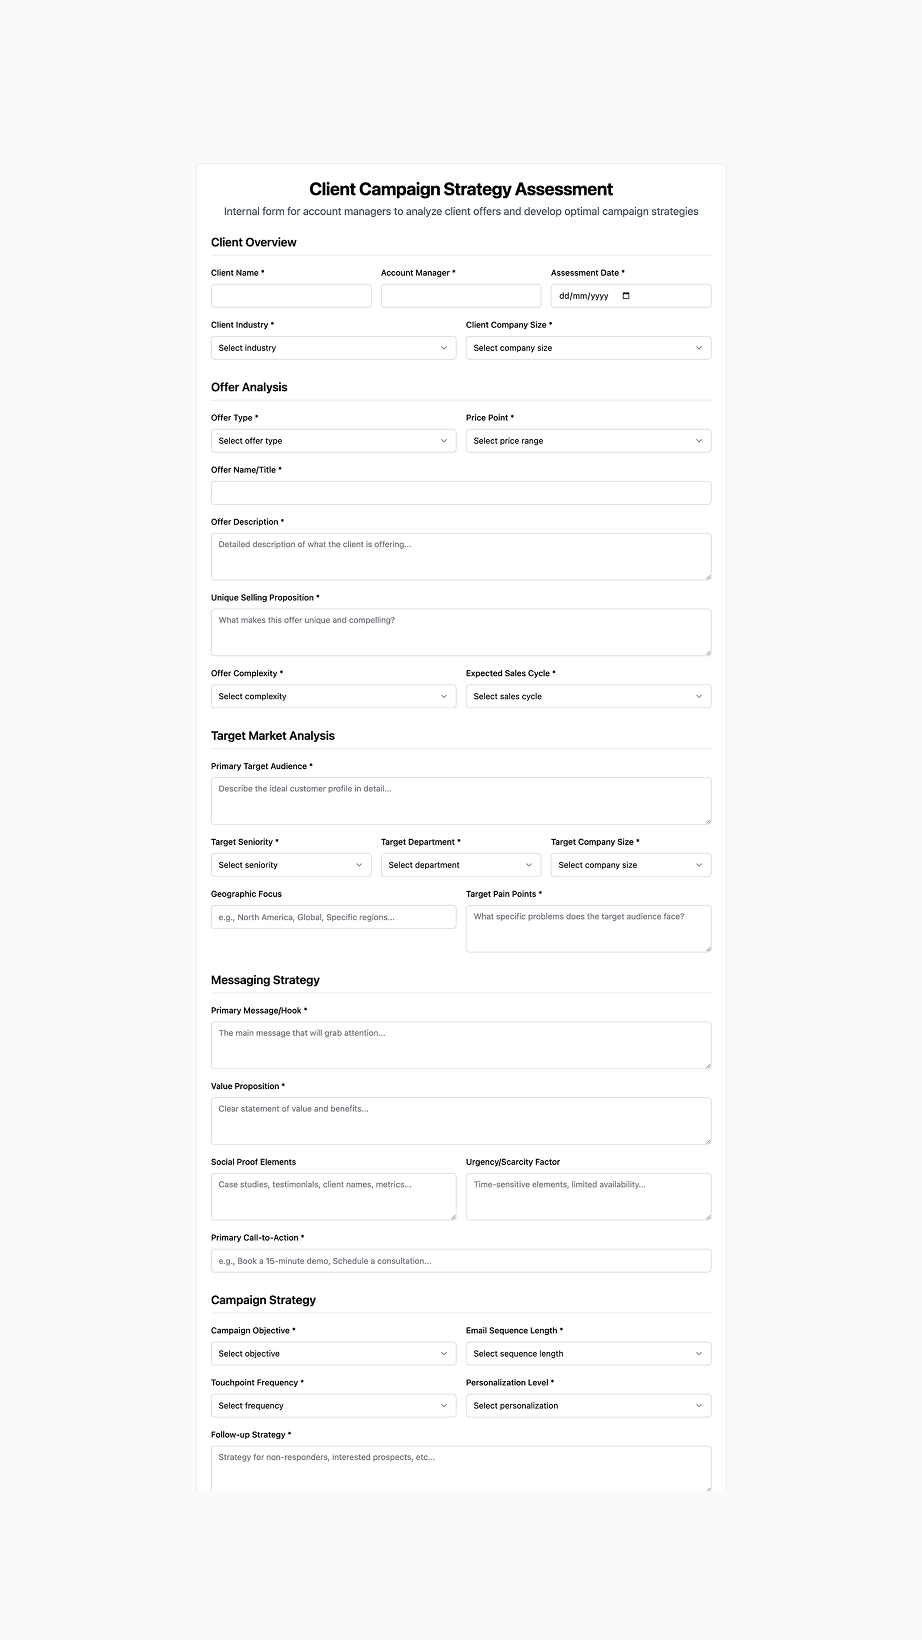 Client Campaign Strategy Assessment
Internal form for account managers to analyze client offers and develop optimal campaign strategies
Client Overview
Client Name *
Account Manager *
Assessment Date *
dd/mm/yyyy
Client Industry *
Client Company Size *
Select industry
Select company size
Offer Analysis
Offer Type *
Price Point *
Select offer type
Select price range
Offer Name/Title *
Offer Description *
Detailed description of what the client is offering...
Unique Selling Proposition *
What makes this offer unique and compelling?
Offer Complexity *
Expected Sales Cycle *
Select complexity
Select sales cycle
Target Market Analysis
Primary Target Audience *
Describe the ideal customer profile in detail...
Target Seniority *
Target Department *
Target Company Size *
Select seniority
Select department
Select company size
Geographic Focus
Target Pain Points *
e.g., North America, Global, Specific regions...
What specific problems does the target audience face?
Messaging Strategy
Primary Message/Hook *
The main message that will grab attention...
Value Proposition *
Clear statement of value and benefits...
Social Proof Elements
Urgency/Scarcity Factor
Case studies, testimonials, client names, metrics...
Time-sensitive elements, limited availability...
Primary Call-to-Action *
e.g., Book a 15-minute demo, Schedule a consultation...
Campaign Strategy
Campaign Objective *
Email Sequence Length *
Select objective
Select sequence length
Touchpoint Frequency *
Personalization Level *
Select frequency
Select personalization
Follow-up Strategy *
Strategy for non-responders, interested prospects, etc...